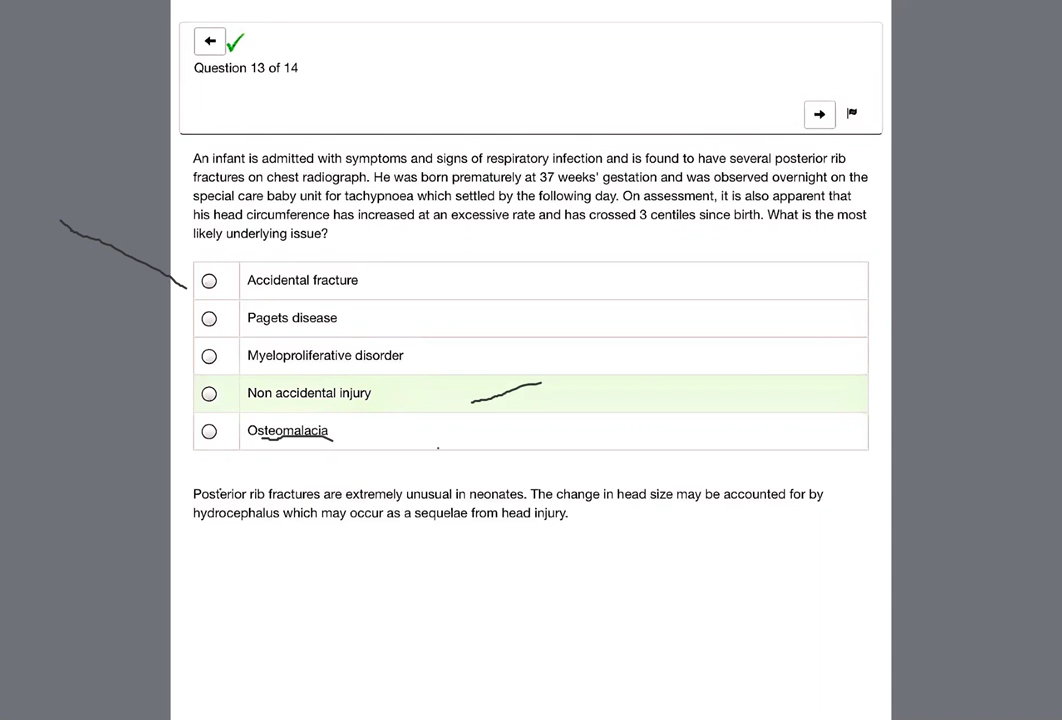 Question 13 of 14
An infant is admitted with symptoms and signs of respiratory infection and is found to have several posterior rib
fractures on chest radiograph. He was born prematurely at 37 weeks' gestation and was observed overnight on the
special care baby unit for tachypnoea which settled by the following day. On assessment, it is also apparent that
his head circumference has increased at an excessive rate and has crossed 3 centiles since birth. What is the most
likely underlying issue?
Accidental fracture
Pagets disease
Myeloproliferative disorder
Non accidental injury
Osteomalacia
Posterior rib fractures are extremely unusual in neonates. The change in head size may be accounted for by
hydrocephalus which may occur as a sequelae from head injury.